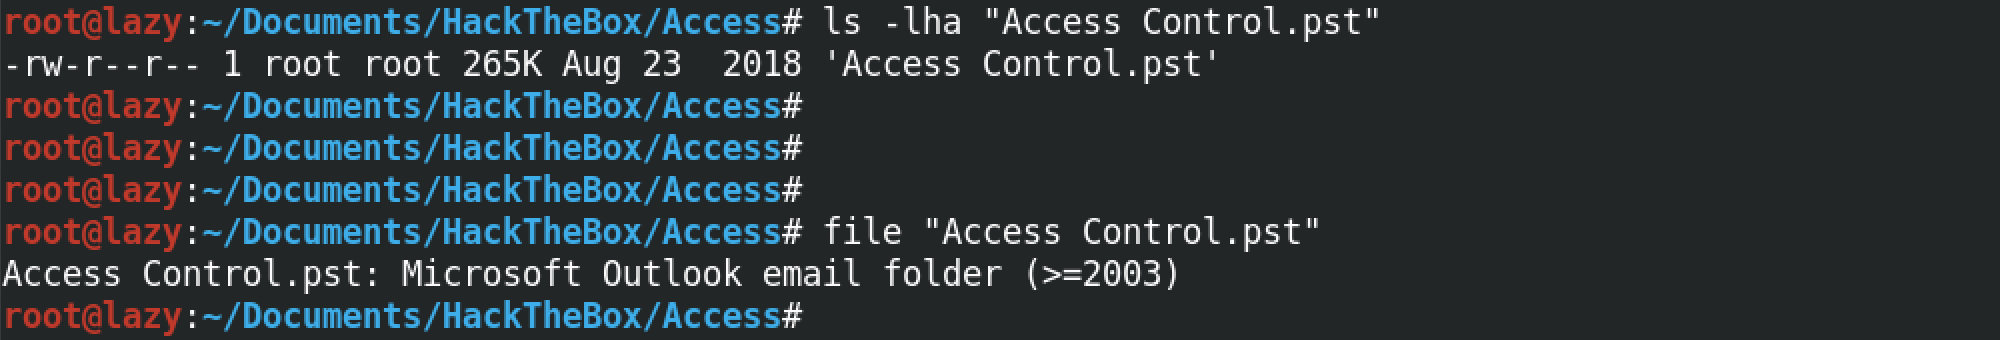 root@lazy:~/Documents/HackTheBox/Access# ls -lha "Access Control.pst"
-rw-r--r-- 1 root root 265K Aug 23  2018 'Access Control.pst'
root@lazy:~/Documents/HackTheBox/Access#
root@lazy:~/Documents/HackTheBox/Access#
root@lazy:~/Documents/HackTheBox/Access#
root@lazy:~/Documents/HackTheBox/Access# file "Access Control.pst"
Access Control.pst: Microsoft Outlook email folder (>=2003)
root@lazy:~/Documents/HackTheBox/Access#